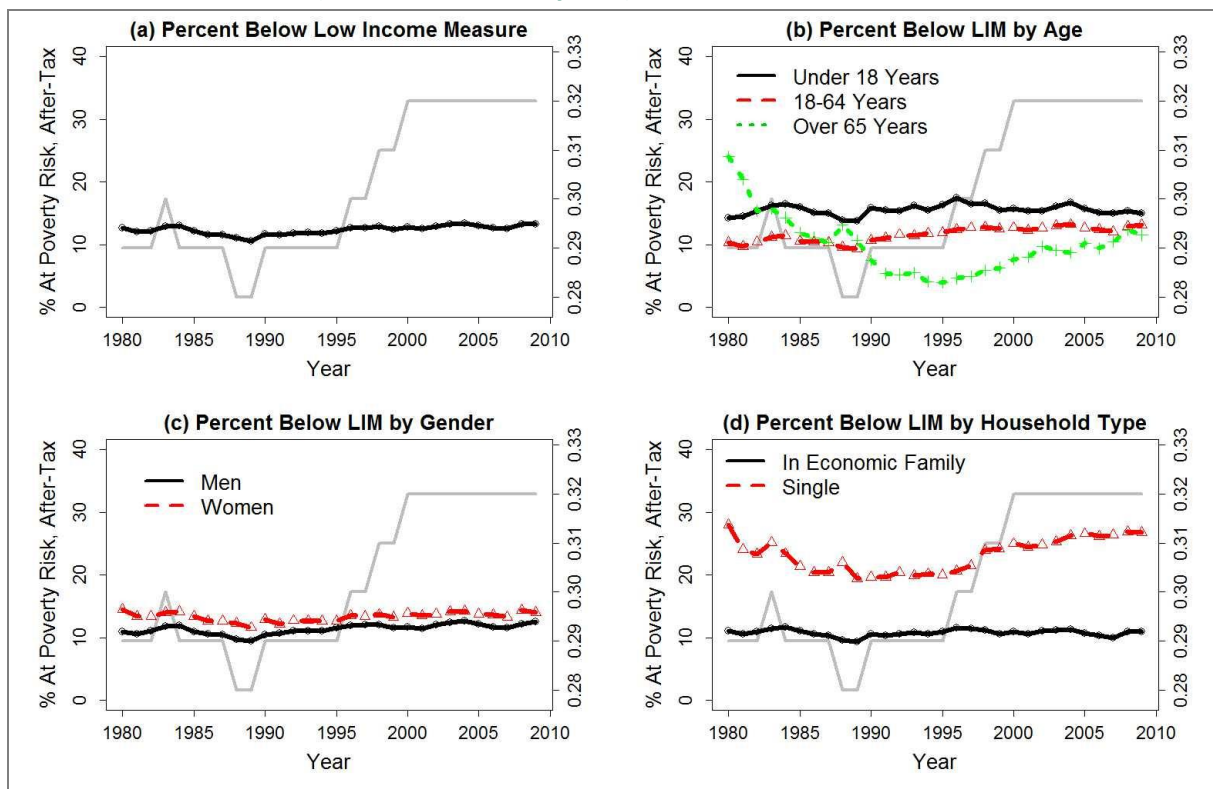 (a) Percent Below Low Income Measure
% At Poverty Risk, After-Tax
40
30
20
10
0
0.33
0.32
0.31
0.30
0.29
0.28
1980 1985 1990 1995 2000 2005 2010
Year
(b) Percent Below LIM by Age
% At Poverty Risk, After-Tax
40
30
20
10
0
Under 18 Years
18-64 Years
Over 65 Years
0.33
0.32
0.31
0.30
0.29
0.28
1980 1985 1990 1995 2000 2005 2010
Year
(c) Percent Below LIM by Gender
% At Poverty Risk, After-Tax
40
30
20
10
0
Men
Women
0.33
0.32
0.31
0.30
0.29
0.28
1980 1985 1990 1995 2000 2005 2010
Year
(d) Percent Below LIM by Household Type
% At Poverty Risk, After-Tax
40
30
20
10
0
In Economic Family
Single
0.33
0.32
0.31
0.30
0.29
0.28
1980 1985 1990 1995 2000 2005 2010
Year